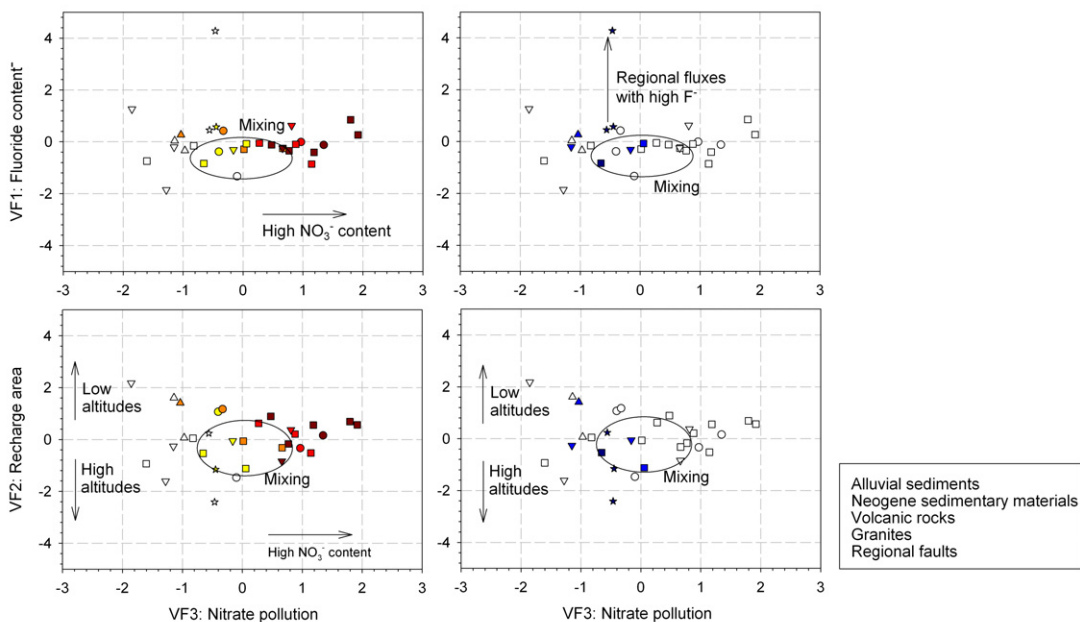 VF1: Fluoride content⁻
4
2
0
-2
-4
Mixing
High NO₃⁻ content
-3 -2 -1 0 1 2 3
4
2
0
-2
-4
Regional fluxes
with high F⁻
Mixing
-3 -2 -1 0 1 2 3
VF2: Recharge area
4
2
0
-2
-4
Low
altitudes
High
altitudes
Mixing
High NO₃⁻ content
-3 -2 -1 0 1 2 3
VF3: Nitrate pollution
4
2
0
-2
-4
Low
altitudes
High
altitudes
Mixing
-3 -2 -1 0 1 2 3
VF3: Nitrate pollution
Alluvial sediments
Neogene sedimentary materials
Volcanic rocks
Granites
Regional faults